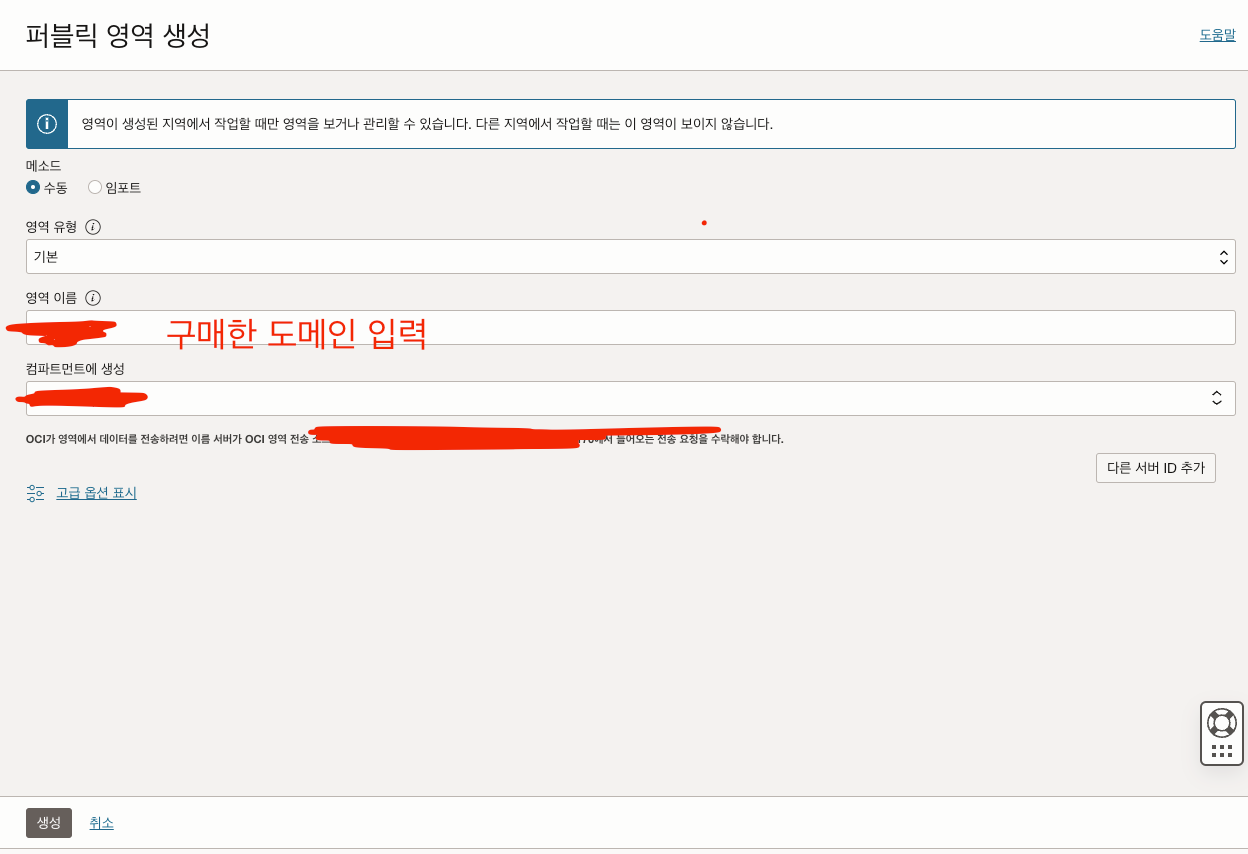 퍼블릭 영역 생성
도움말
영역이 생성된 지역에서 작업할 때만 영역을 보거나 관리할 수 있습니다. 다른 지역에서 작업할 때는 이 영역이 보이지 않습니다.
메소드
수동 임포트
영역 유형
기본
영역 이름
구매한 도메인 입력
컴파트먼트에 생성
OCI가 영역에서 데이터를 전송하려면 이름 서버가 OCI 영역 전송 들어오는 전송 요청을 수락해야 합니다.
다른 서버 ID 추가
고급 옵션 표시
생성 취소